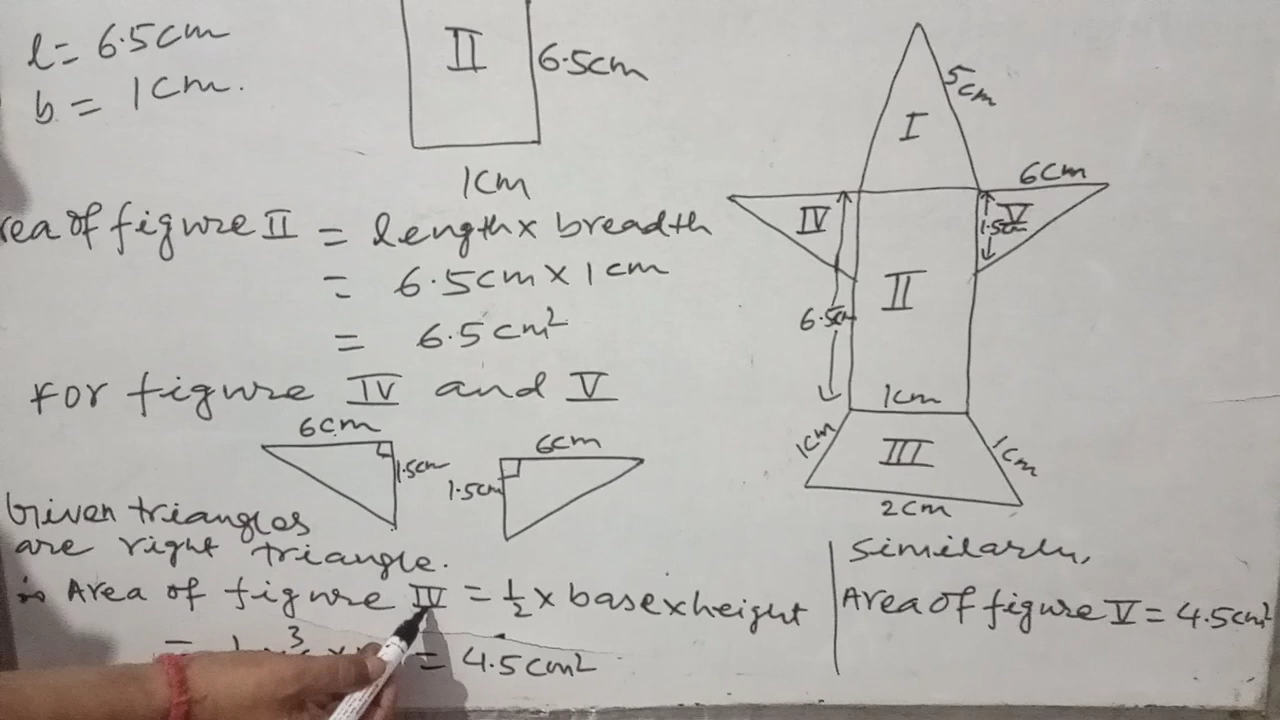 l = 6.5cm
b = 1cm.
II
6.5cm
1cm
rea of figure II = length x breadth
= 6.5cm x 1cm
= 6.5cm²
For figure IV and V
6cm
1.5cm
6cm
1.5cm
Given triangles
are right triangle.
Area of figure IV = 1/2 x base x height
= 4.5cm²
I
5cm
6cm
IV
V
1.5cm
II
6.5cm
1cm
1cm
III
1cm
2cm
Similarly,
Area of figure V = 4.5cm²